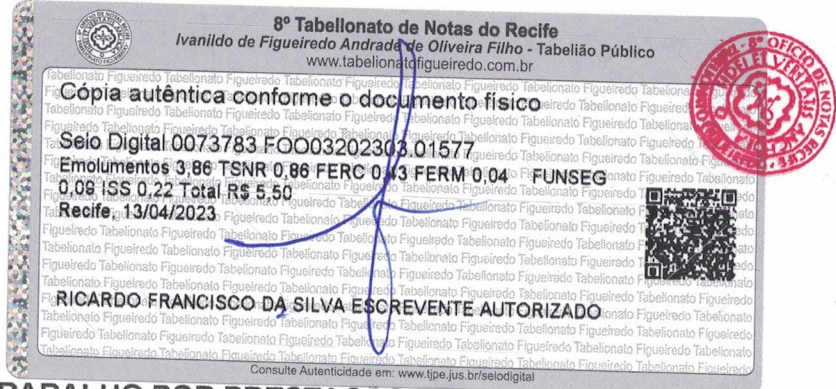 8º Tabelionato de Notas do Recife
Ivanildo de Figueiredo Andrade de Oliveira Filho - Tabelião Público
www.tabelionatofigueiredo.com.br
Cópia autêntica conforme o documento físico
Selo Digital 0073783.FOO03202303.01577
Emolumentos 3,86 TSNR 0,86 FERC 0,43 FERM 0,04 FUNSEG
0,09 ISS 0,22 Total R$ 5,50
Recife, 13/04/2023
RICARDO FRANCISCO DA SILVA ESCREVENTE AUTORIZADO
Consulte Autenticidade em: www.tjpe.jus.br/selodigital